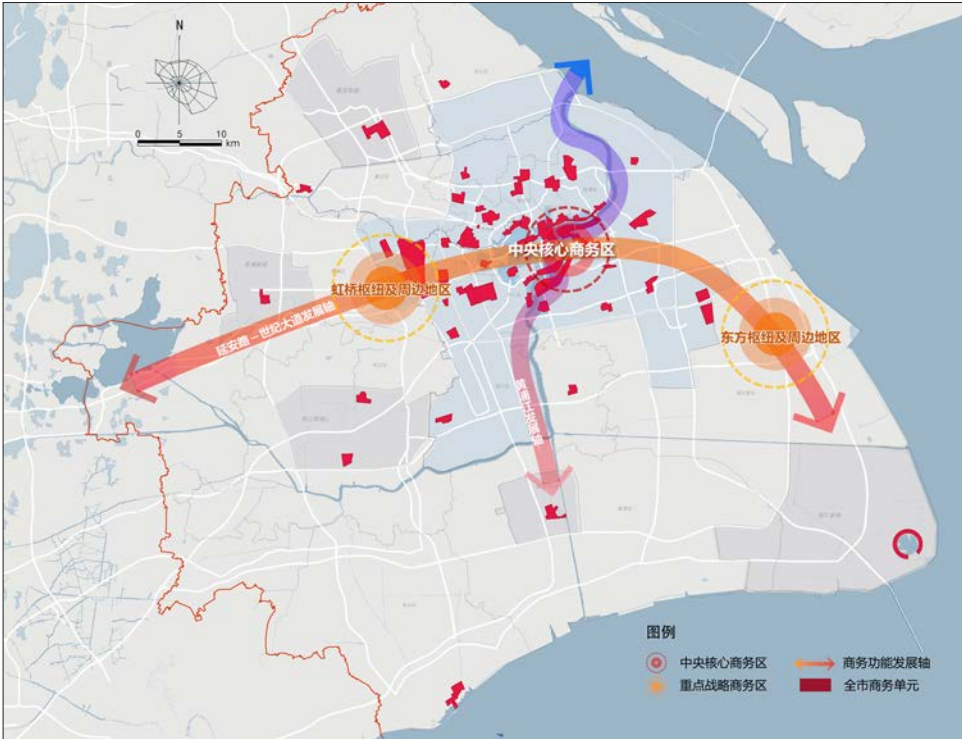 N
0 5 10
km
中央核心商务区
虹桥枢纽及周边地区
东方枢纽及周边地区
延安路－世纪大道发展轴
黄浦江发展轴
图例
中央核心商务区
商务功能发展轴
重点战略商务区
全市商务单元